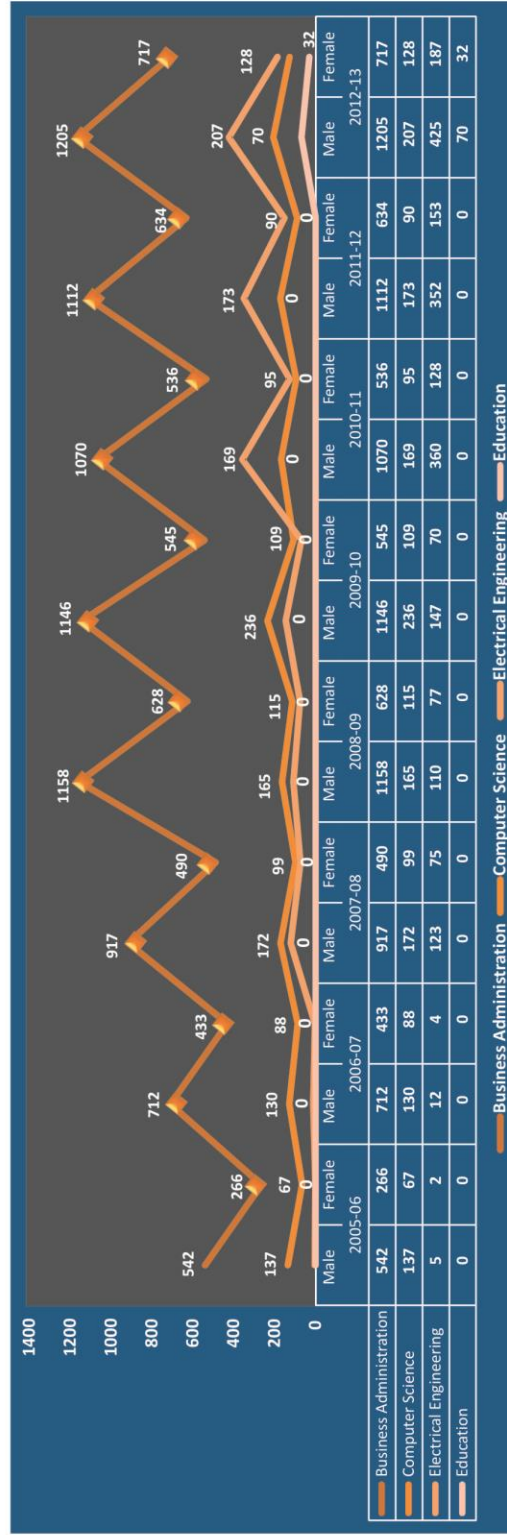 1400
1200
1000
800
600
400
200
0
542 266 712 433 917 490 1158 628 1146 545 1070 536 1112 634 1205 717
137 67 130 88 172 99 165 115 236 109 169 95 173 90 207 128
0 0 0 0 0 0 0 0 0 70 32
Male Female Male Female Male Female Male Female Male Female Male Female Male Female Male Female
2005-06 2006-07 2007-08 2008-09 2009-10 2010-11 2011-12 2012-13
Business Administration 542 266 712 433 917 490 1158 628 1146 545 1070 536 1112 634 1205 717
Computer Science 137 67 130 88 172 99 165 115 236 109 169 95 173 90 207 128
Electrical Engineering 5 2 12 4 123 75 110 77 147 70 360 128 352 153 425 187
Education 0 0 0 0 0 0 0 0 0 0 0 0 0 0 70 32
Business Administration Computer Science Electrical Engineering Education